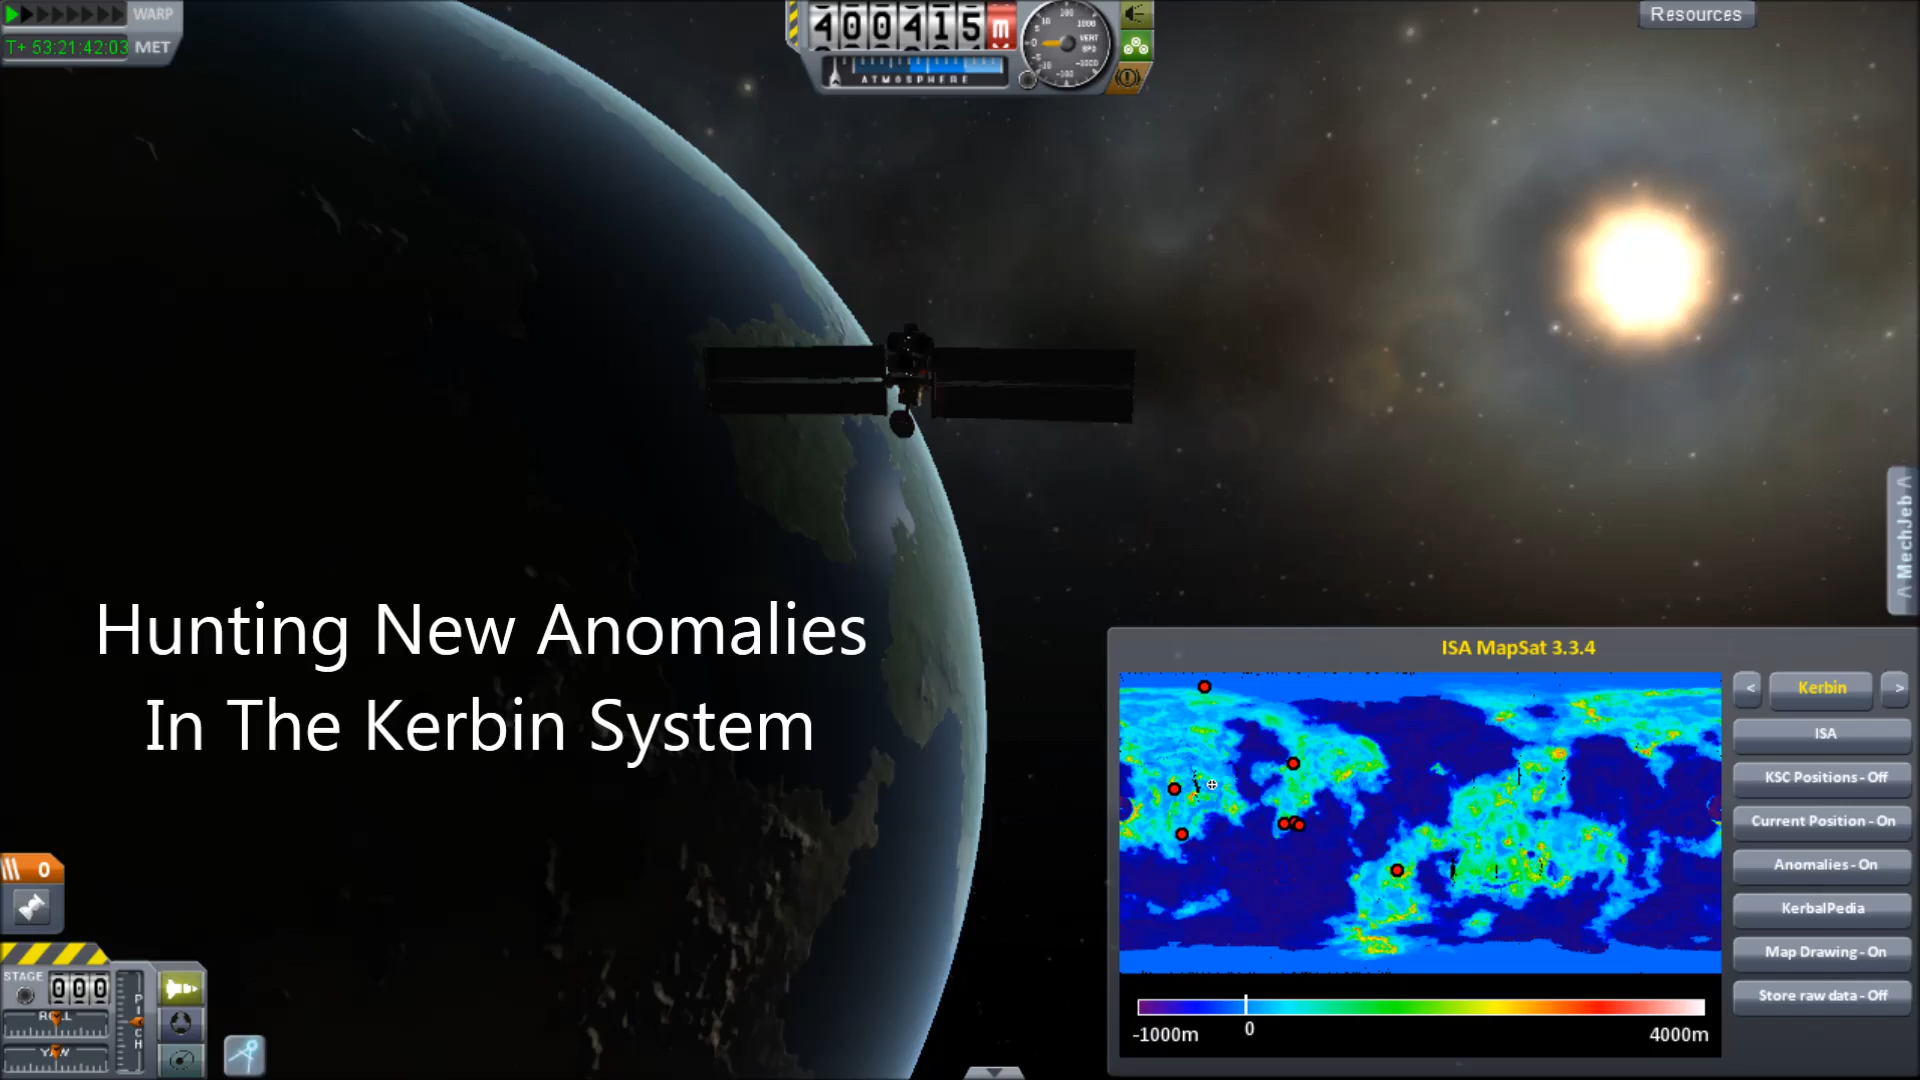 WARP
T+ 53:21:42:03 MET
400415 m
ATMOSPHERE
VERT
SPD
Resources
MechJeb
Hunting New Anomalies
In The Kerbin System
ISA MapSat 3.3.4
< Kerbin >
ISA
KSC Positions - Off
Current Position - On
Anomalies - On
KerbalPedia
Map Drawing - On
Store raw data - Off
-1000m
0
4000m
0
STAGE
000
ROLL
YAW
PITCH